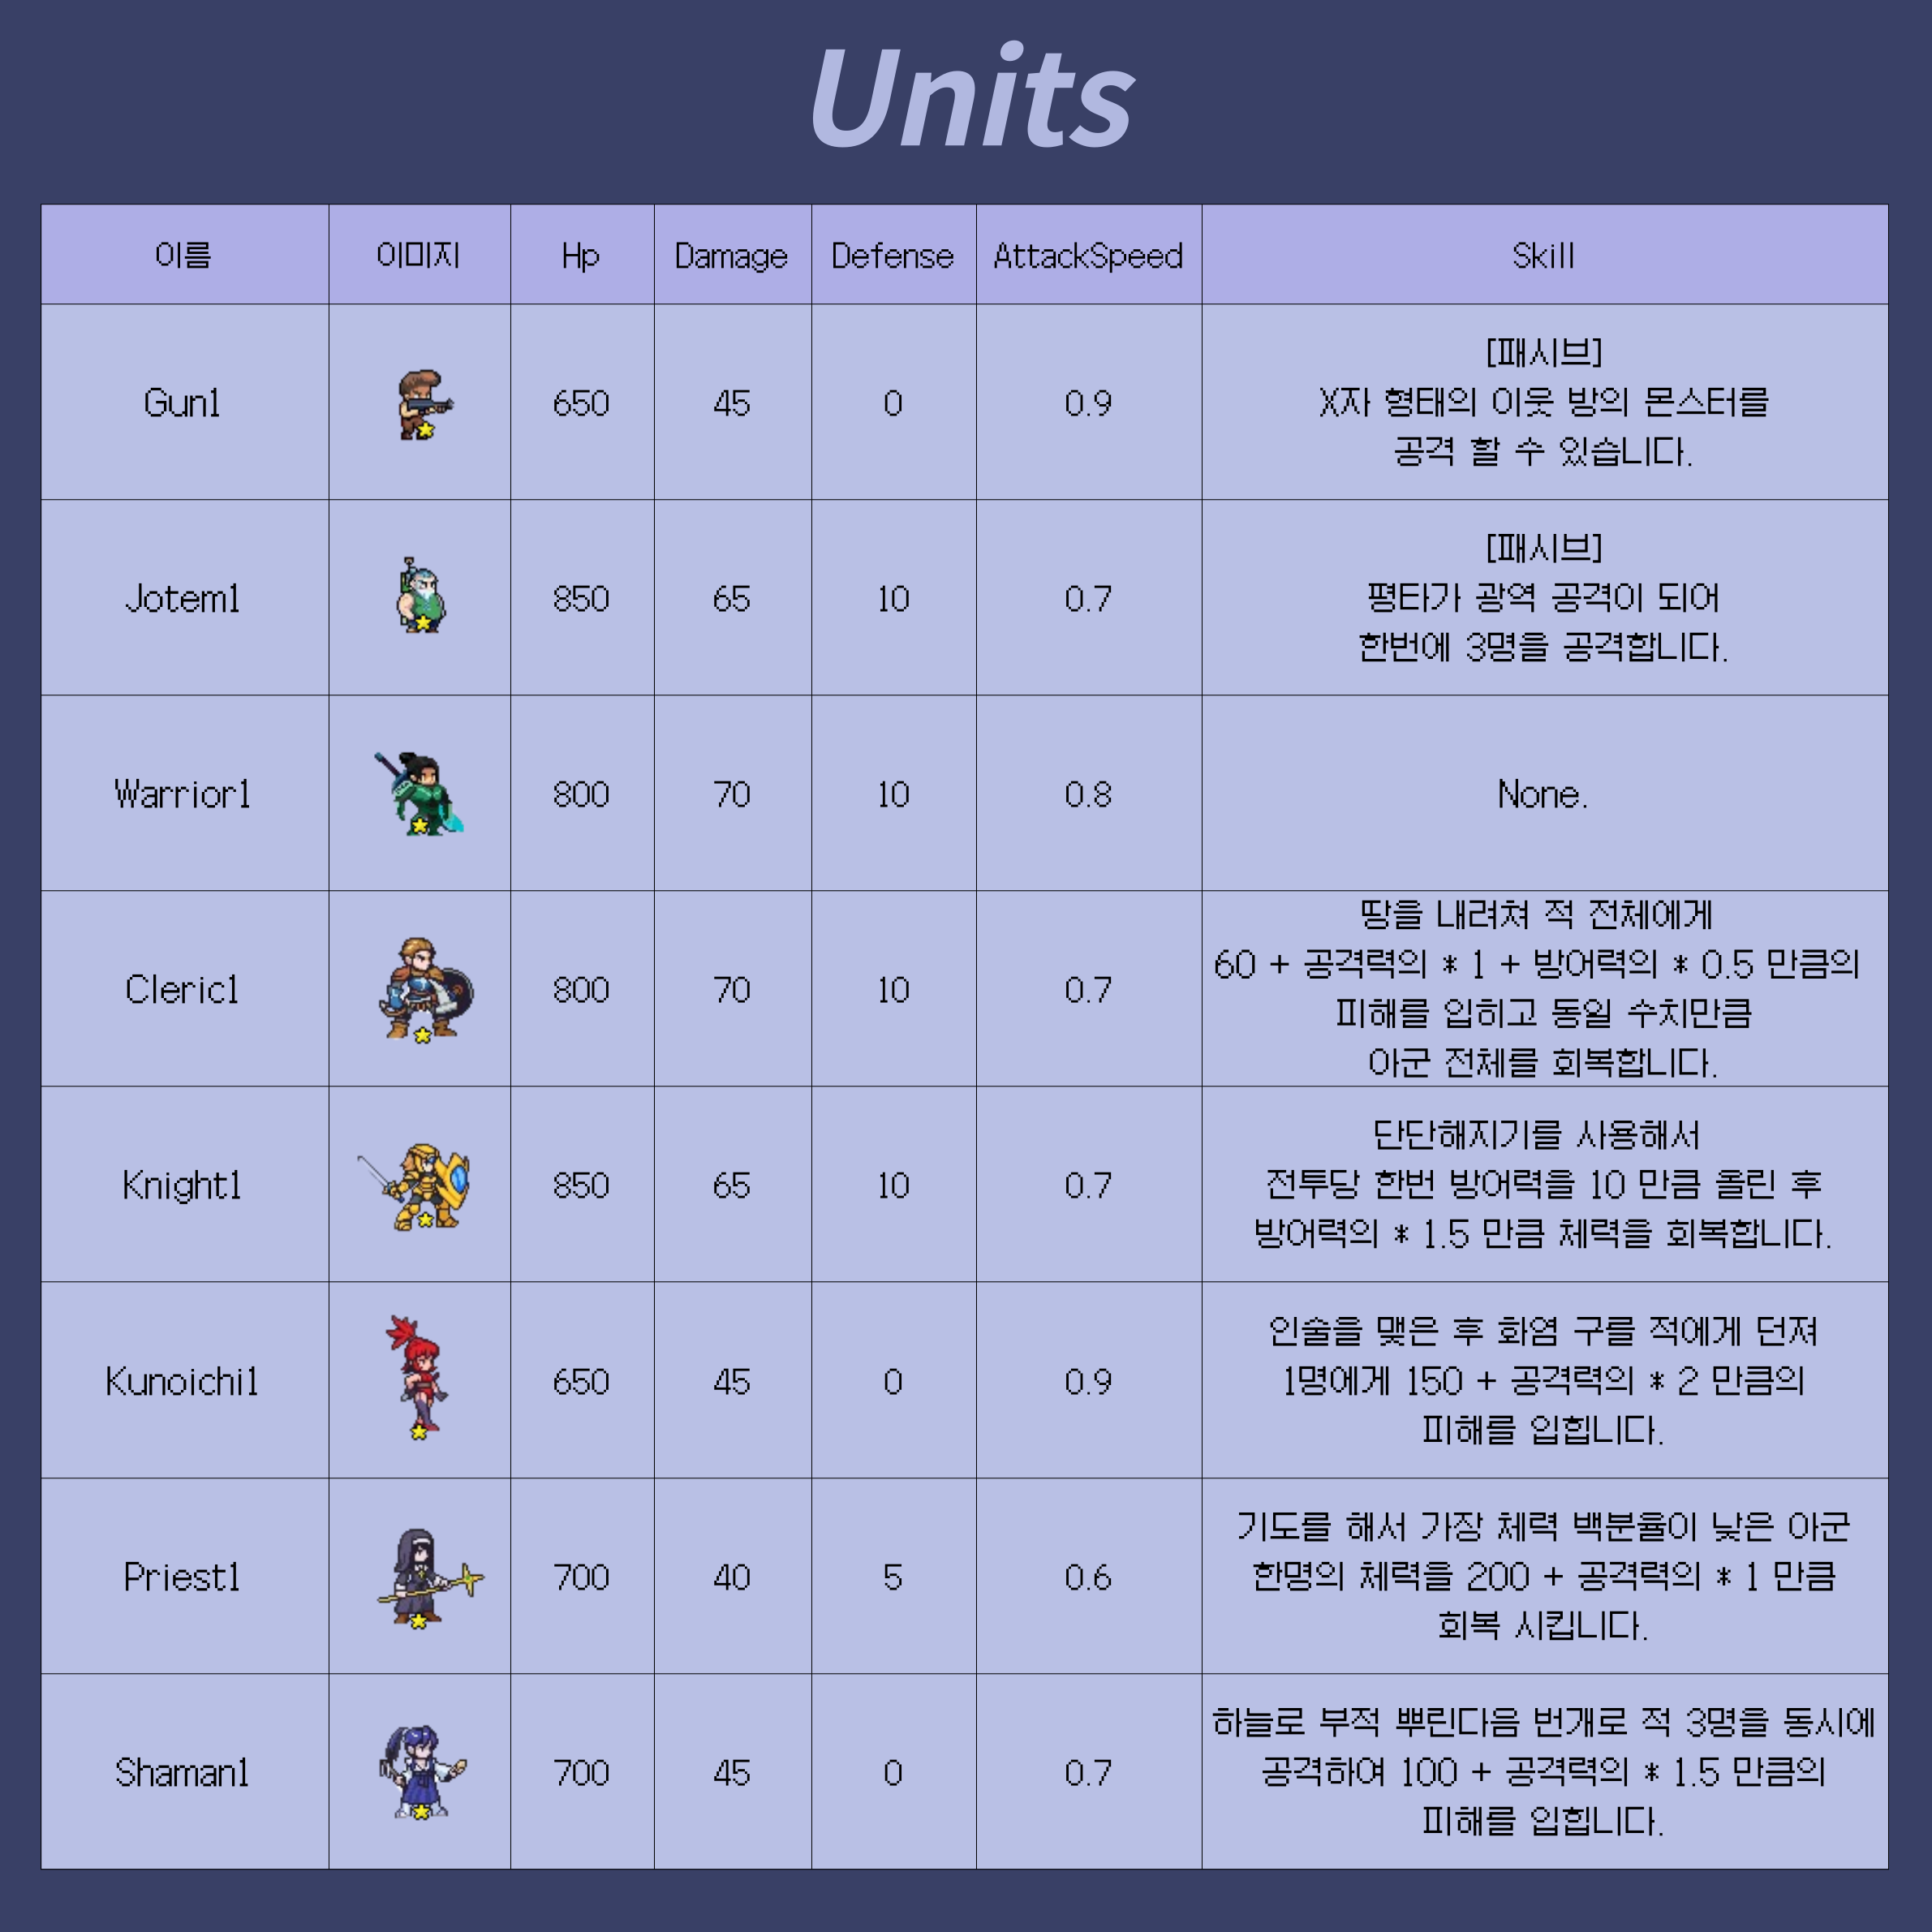 Units
이름 이미지 Hp Damage Defense AttackSpeed Skill
Gun1 650 45 0 0.9
[패시브]
X자 형태의 이웃 방의 몬스터를
공격 할 수 있습니다.
Jotem1 850 65 10 0.7
[패시브]
평타가 광역 공격이 되어
한번에 3명을 공격합니다.
Warrior1 800 70 10 0.8 None.
Cleric1 800 70 10 0.7
땅을 내려쳐 적 전체에게
60 + 공격력의 * 1 + 방어력의 * 0.5 만큼의
피해를 입히고 동일 수치만큼
아군 전체를 회복합니다.
Knight1 850 65 10 0.7
단단해지기를 사용해서
전투당 한번 방어력을 10 만큼 올린 후
방어력의 * 1.5 만큼 체력을 회복합니다.
Kunoichi1 650 45 0 0.9
인술을 맺은 후 화염 구를 적에게 던져
1명에게 150 + 공격력의 * 2 만큼의
피해를 입힙니다.
Priest1 700 40 5 0.6
기도를 해서 가장 체력 백분율이 낮은 아군
한명의 체력을 200 + 공격력의 * 1 만큼
회복 시킵니다.
Shaman1 700 45 0 0.7
하늘로 부적 뿌린다음 번개로 적 3명을 동시에
공격하여 100 + 공격력의 * 1.5 만큼의
피해를 입힙니다.